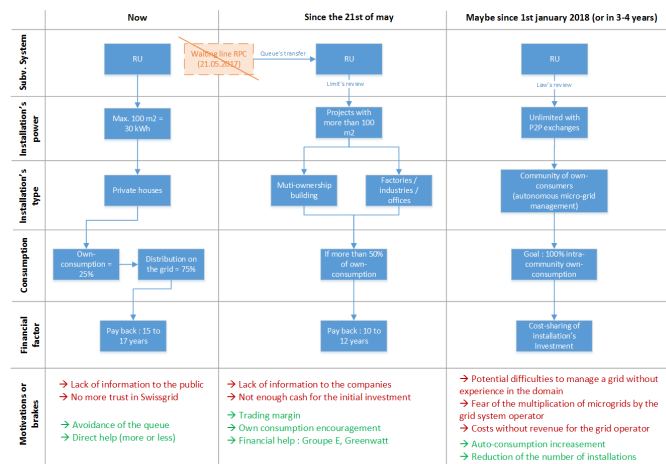 Now
Since the 21st of may
Maybe since 1st january 2018 (or in 3-4 years)
Subv. System
RU
Waiting line RPC
(21.05.2017)
Queue's transfer
RU
RU
Limit's review
Law's review
Installation's
power
Max. 100 m2 =
30 kWh
Projects with
more than 100
m2
Unlimited with
P2P exchanges
Installation's
type
Private houses
Muti-ownership
building
Factories /
industries /
offices
Community of own-
consumers
(autonomous micro-grid
management)
Consumption
Own-
consumption =
25%
Distribution on
the grid = 75%
If more than 50%
of own-
consumption
Goal : 100% intra-
community own-
consumption
Financial
factor
Pay back : 15 to
17 years
Pay back : 10 to
12 years
Cost-sharing of
installation's
investment
Motivations or
brakes
→ Lack of information to the public
→ No more trust in Swissgrid
→ Avoidance of the queue
→ Direct help (more or less)
→ Lack of information to the companies
→ Not enough cash for the initial investment
→ Trading margin
→ Own consumption encouragement
→ Financial help : Groupe E, Greenwatt
→ Potential difficulties to manage a grid without
experience in the domain
→ Fear of the multiplication of microgrids by the
grid system operator
→ Costs without revenue for the grid operator
→ Auto-consumption increasement
→ Reduction of the number of installations